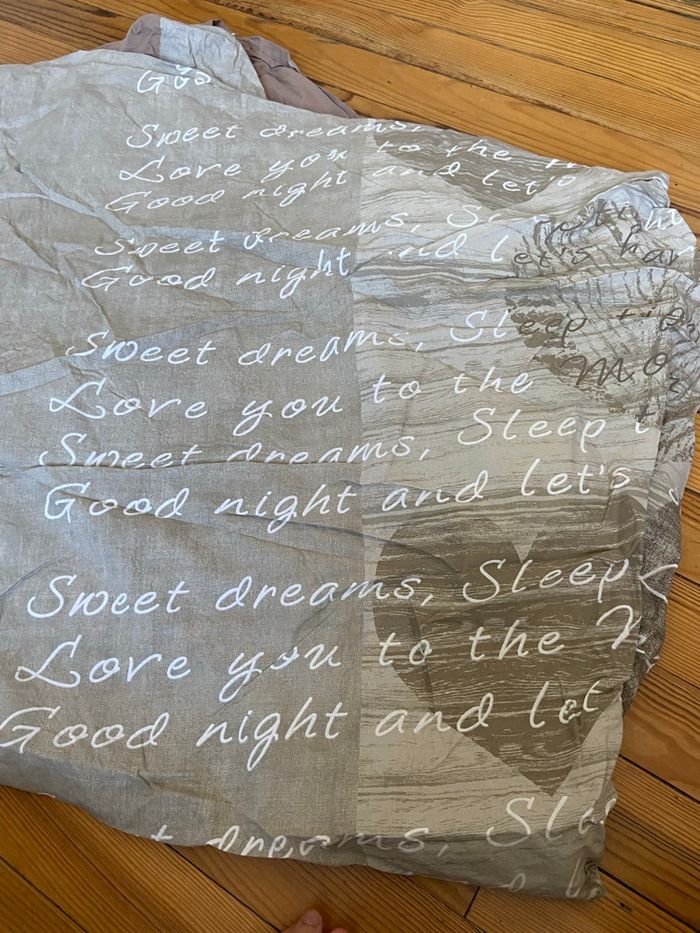 Sweet dreams,
Love you to the
Good night and let's
Sweet dreams,
let's
Good night and
Sweet dreams, Sleep
Love you to the
Mo
Sweet dreams, Sleep
Good night and let's
Sweet dreams, Sleep
Love you to the
Good night and let
dreams,